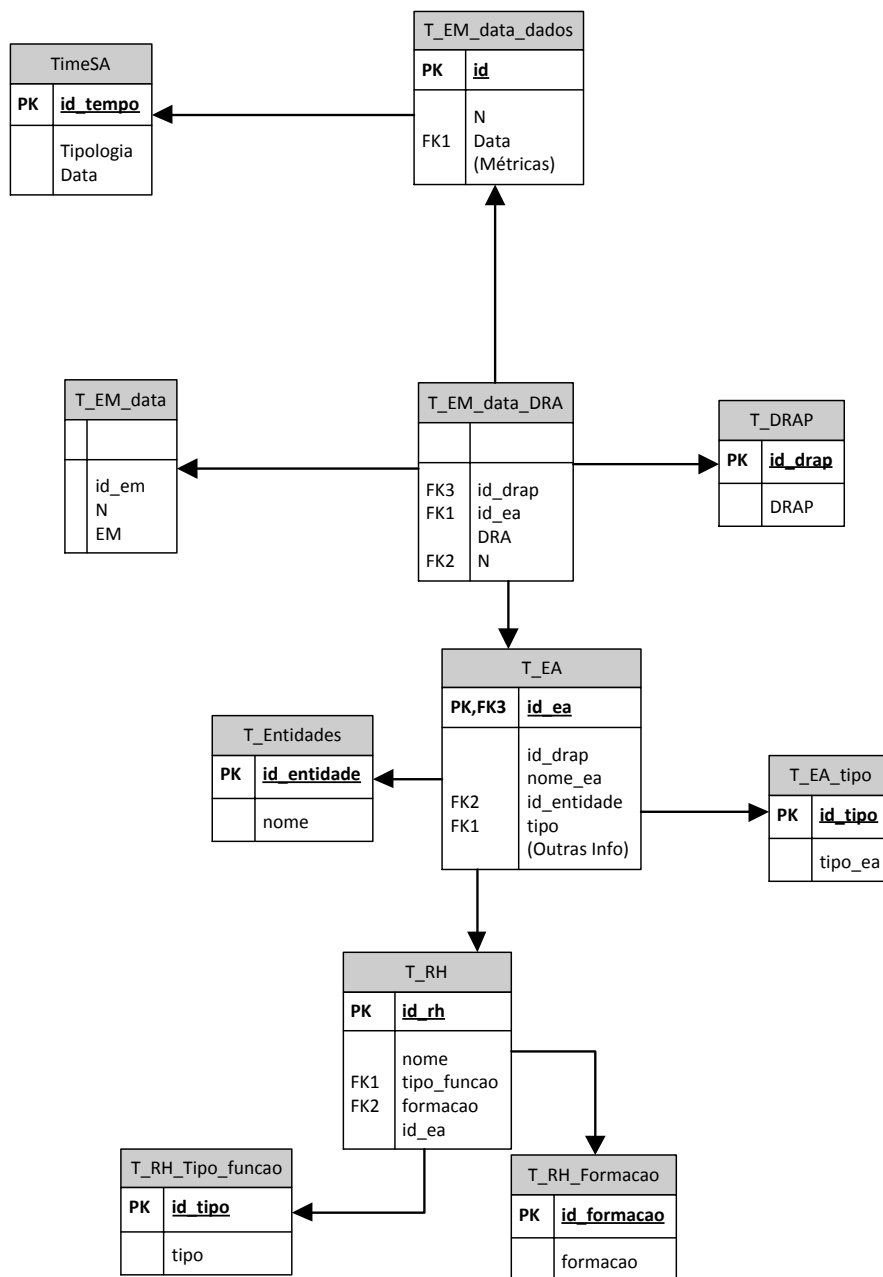 T_EM_data_dados
PK id
N
FK1 Data
(Métricas)
TimeSA
PK id_tempo
Tipologia
Data
T_EM_data
id_em
N
EM
T_EM_data_DRA
FK3 id_drap
FK1 id_ea
DRA
FK2 N
T_DRAP
PK id_drap
DRAP
T_EA
PK,FK3 id_ea
id_drap
nome_ea
FK2 id_entidade
FK1 tipo
(Outras Info)
T_Entidades
PK id_entidade
nome
T_EA_tipo
PK id_tipo
tipo_ea
T_RH
PK id_rh
nome
FK1 tipo_funcao
FK2 formacao
id_ea
T_RH_Tipo_funcao
PK id_tipo
tipo
T_RH_Formacao
PK id_formacao
formacao